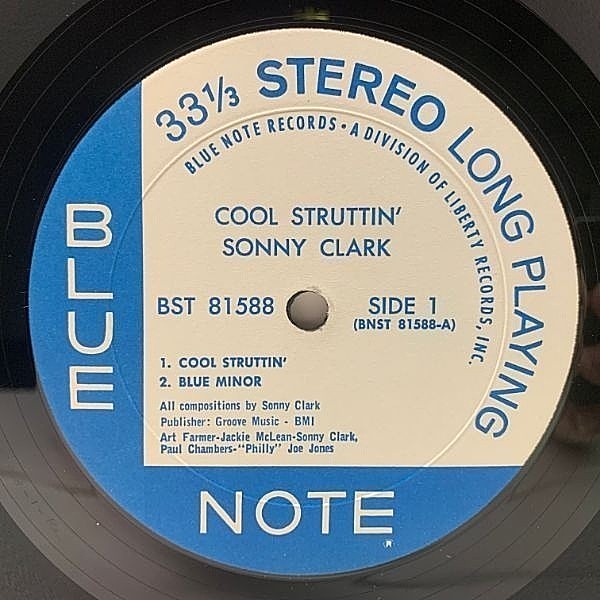 33 1/3 STEREO LONG PLAYING
BLUE NOTE RECORDS • A DIVISION OF LIBERTY RECORDS, INC.
COOL STRUTTIN'
SONNY CLARK
BST 81588
SIDE 1
(BNST 81588-A)
1. COOL STRUTTIN'
2. BLUE MINOR
All compositions by Sonny Clark
Publisher: Groove Music - BMI
Art Farmer-Jackie McLean-Sonny Clark,
Paul Chambers-"Philly" Joe Jones
BLUE
NOTE